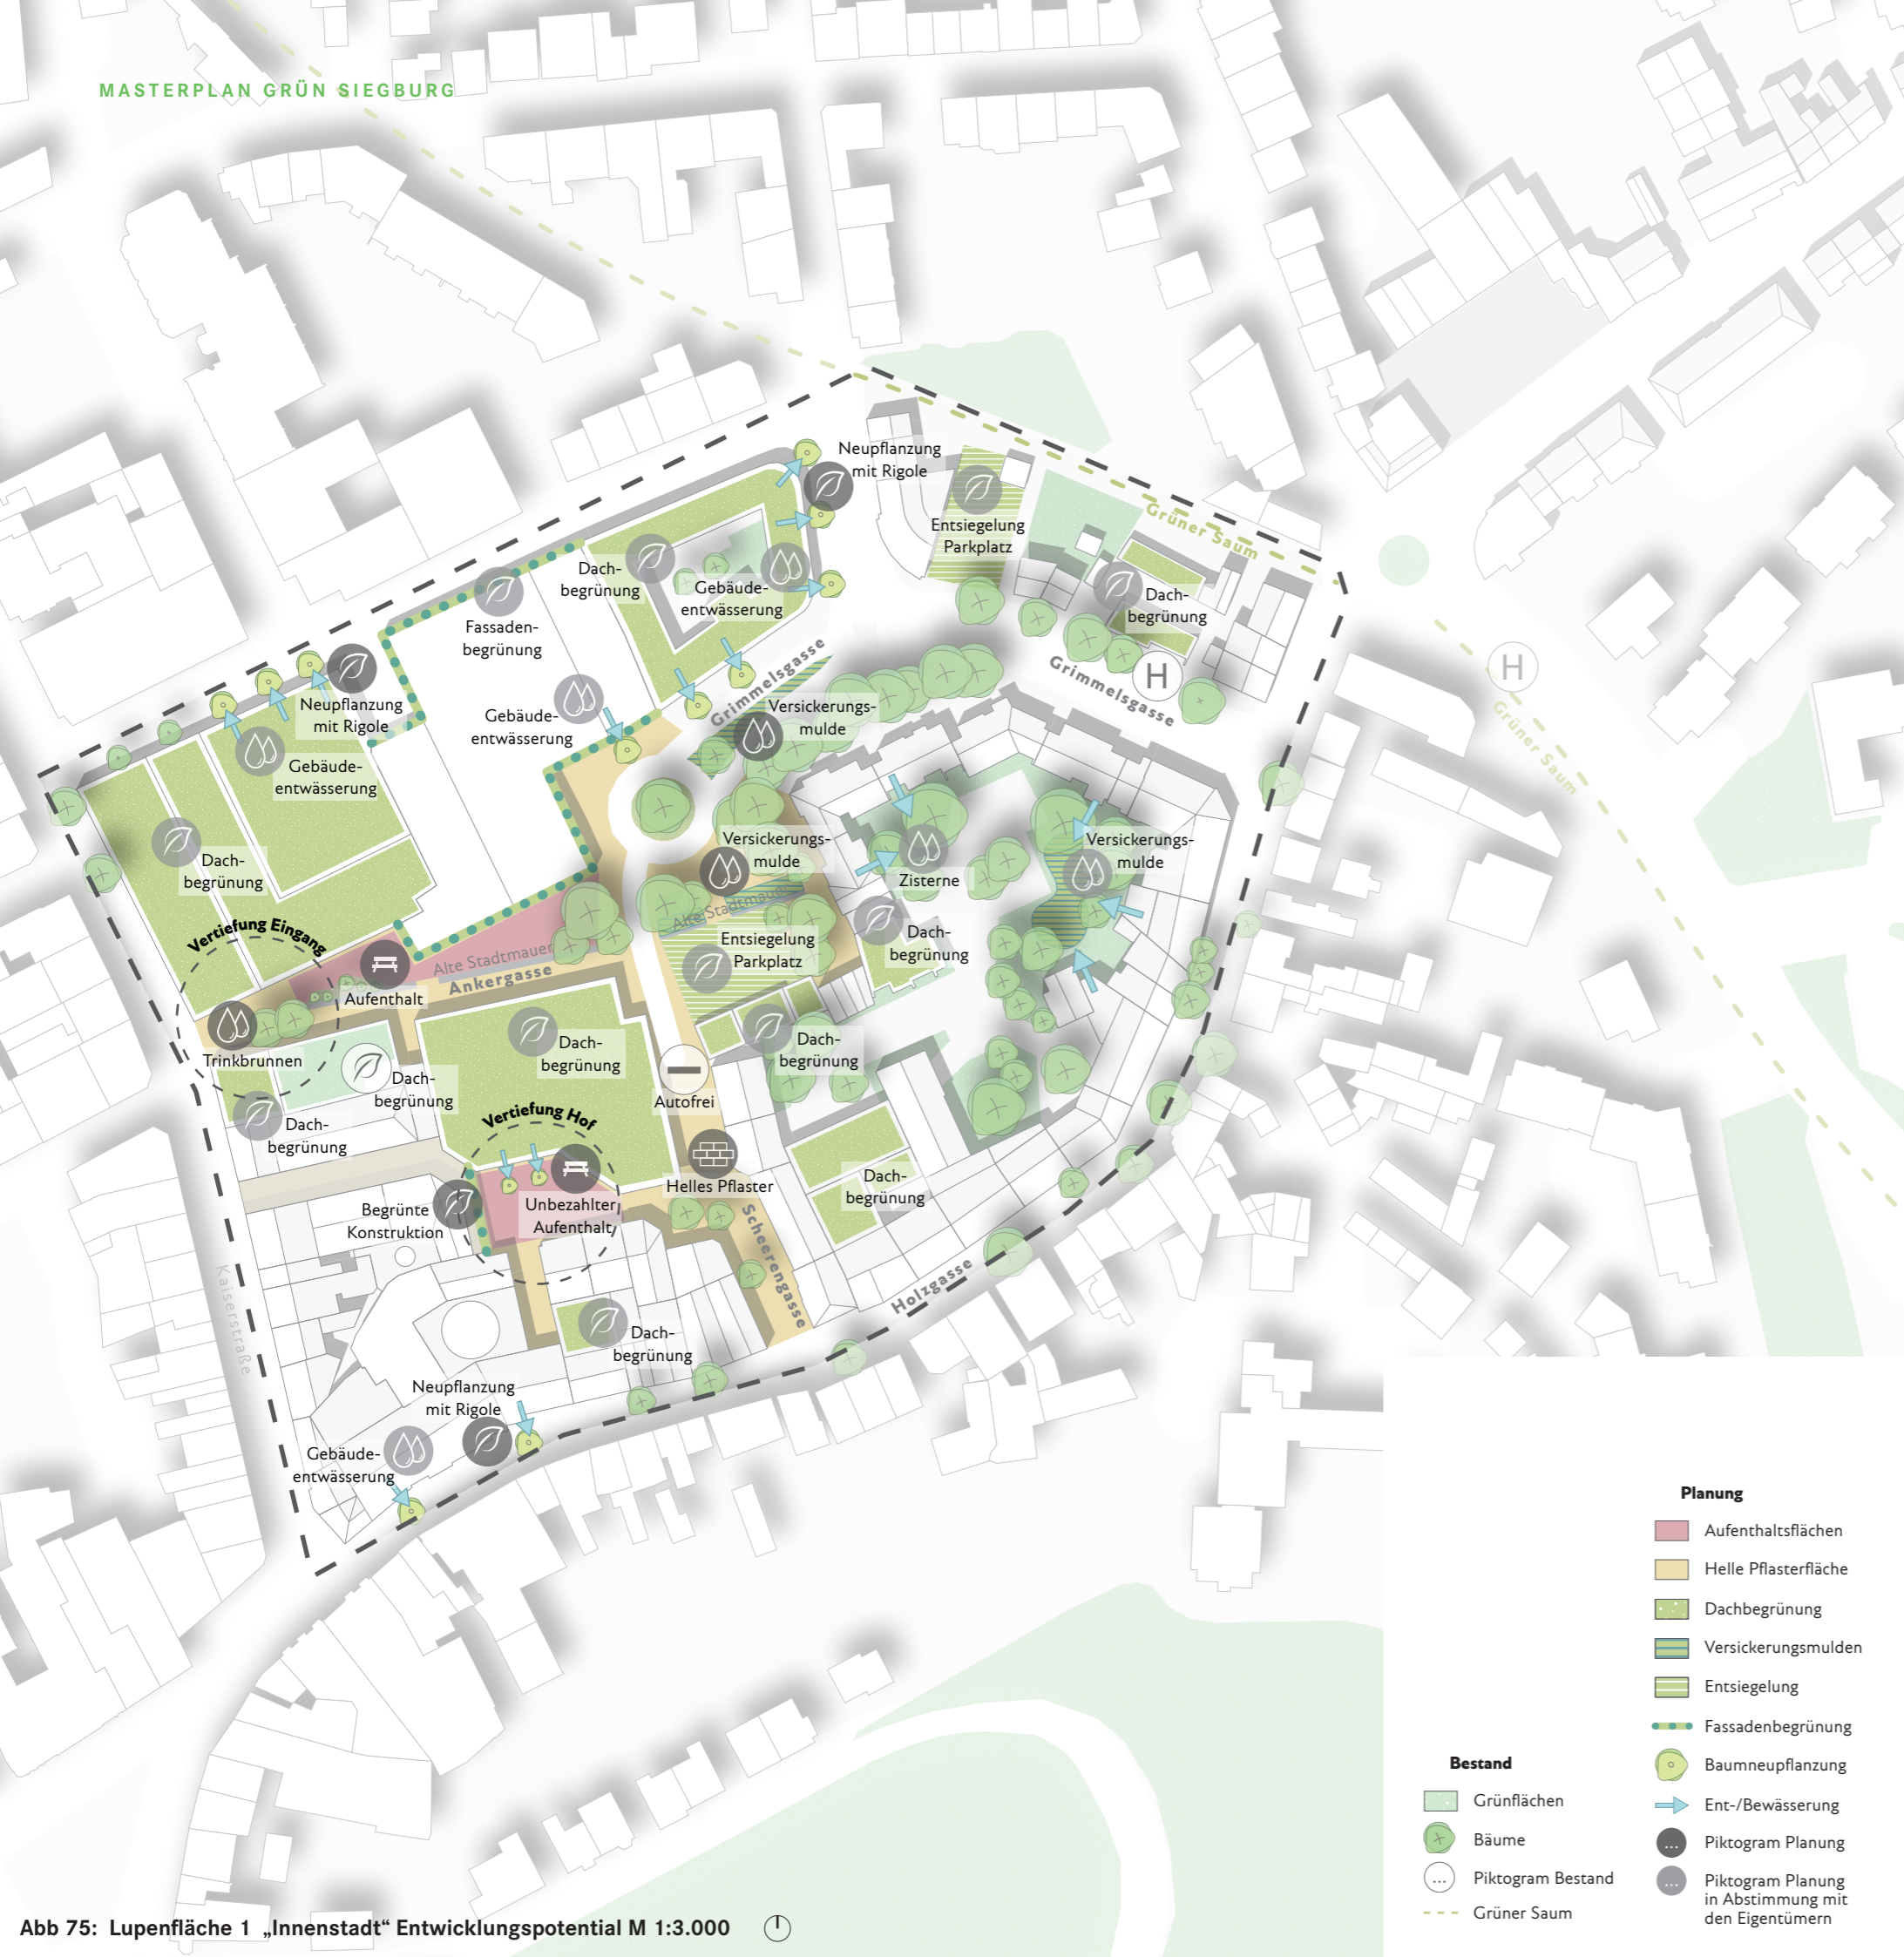 MASTERPLAN GRÜN SIEGBURG
Neupflanzung
mit Rigole
Entsiegelung
Parkplatz
Grüner Saum
Dach-
begrünung
Gebäude-
entwässerung
Dach-
begrünung
Fassaden-
begrünung
Grimmelsgasse
Grimmelsgasse
H
H
Grüner Saum
Neupflanzung
mit Rigole
Gebäude-
entwässerung
Versickerungs-
mulde
Gebäude-
entwässerung
Dach-
begrünung
Versickerungs-
mulde
Zisterne
Versickerungs-
mulde
Alte Stadtmauer
Vertiefung Eingang
Alte Stadtmauer
Ankergasse
Entsiegelung
Parkplatz
Dach-
begrünung
Aufenthalt
Trinkbrunnen
Dach-
begrünung
Dach-
begrünung
Dach-
begrünung
Autofrei
Dach-
begrünung
Vertiefung Hof
Helles Pflaster
Dach-
begrünung
Begrünte
Konstruktion
Unbezahlter
Aufenthalt
Scheerengasse
Holzgasse
Kaiserstraße
Dach-
begrünung
Neupflanzung
mit Rigole
Gebäude-
entwässerung
Planung
Aufenthaltsflächen
Helle Pflasterfläche
Dachbegrünung
Versickerungsmulden
Entsiegelung
Fassadenbegrünung
Baumneupflanzung
Ent-/Bewässerung
... Piktogram Planung
... Piktogram Planung
in Abstimmung mit
den Eigentümern
Bestand
Grünflächen
Bäume
... Piktogram Bestand
Grüner Saum
Abb 75: Lupenfläche 1 „Innenstadt“ Entwicklungspotential M 1:3.000